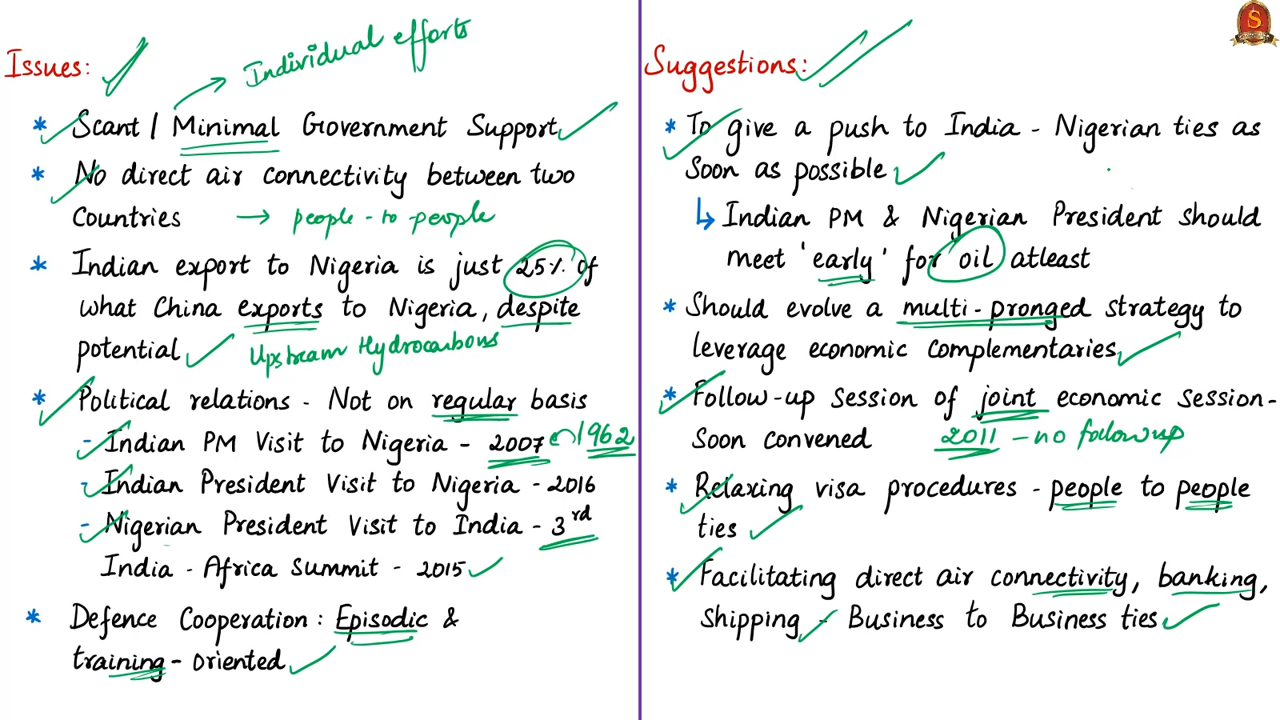 Individual efforts
Issues:
* Scant / Minimal Government Support
* No direct air connectivity between two
Countries → people-to-people
* Indian export to Nigeria is just 25% of
what China exports to Nigeria, despite
potential Upstream Hydrocarbons
* Political relations - Not on regular basis
- Indian PM Visit to Nigeria - 2007 1962
- Indian President Visit to Nigeria - 2016
- Nigerian President Visit to India - 3rd
India - Africa Summit - 2015
* Defence Cooperation : Episodic &
training - oriented
Suggestions:
* To give a push to India - Nigerian ties as
Soon as possible
↳ Indian PM & Nigerian President should
meet 'early' for 'oil' atleast
* Should evolve a multi-pronged strategy to
leverage economic complementaries
* Follow-up Session of joint economic session-
Soon convened 2011 - no followup
* Relaxing visa procedures - people to people
ties
* Facilitating direct air connectivity, banking,
shipping - Business to Business ties
S